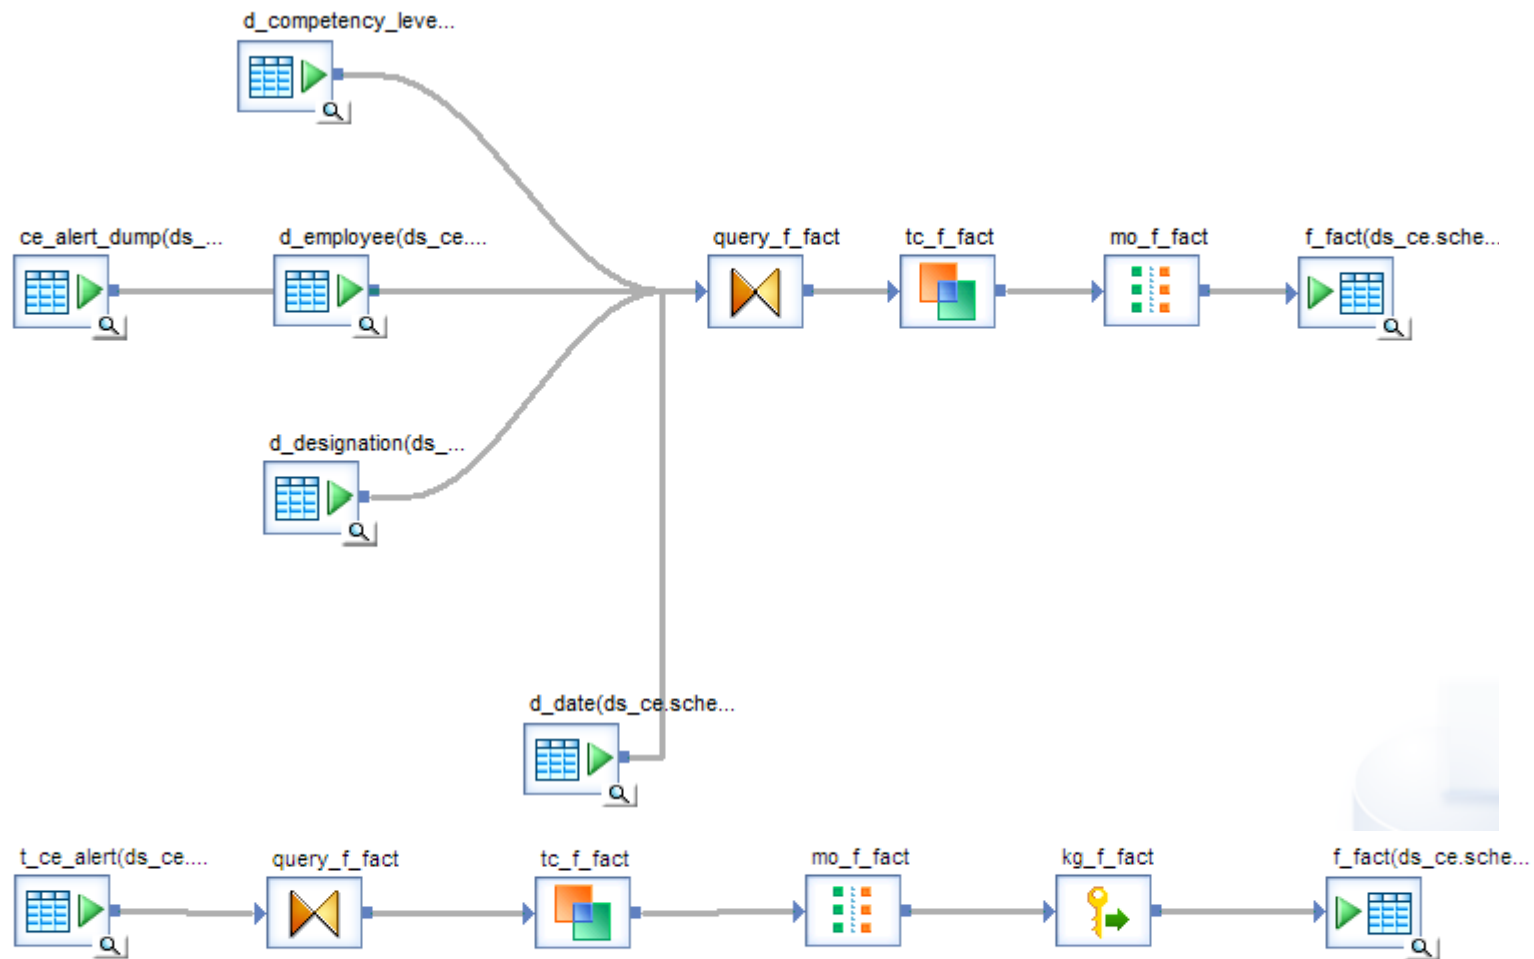 d_competency_leve...
ce_alert_dump(ds_...
d_employee(ds_ce....
query_f_fact
tc_f_fact
mo_f_fact
f_fact(ds_ce.sche...
d_designation(ds_...
d_date(ds_ce.sche...
t_ce_alert(ds_ce....
query_f_fact
tc_f_fact
mo_f_fact
kg_f_fact
f_fact(ds_ce.sche...